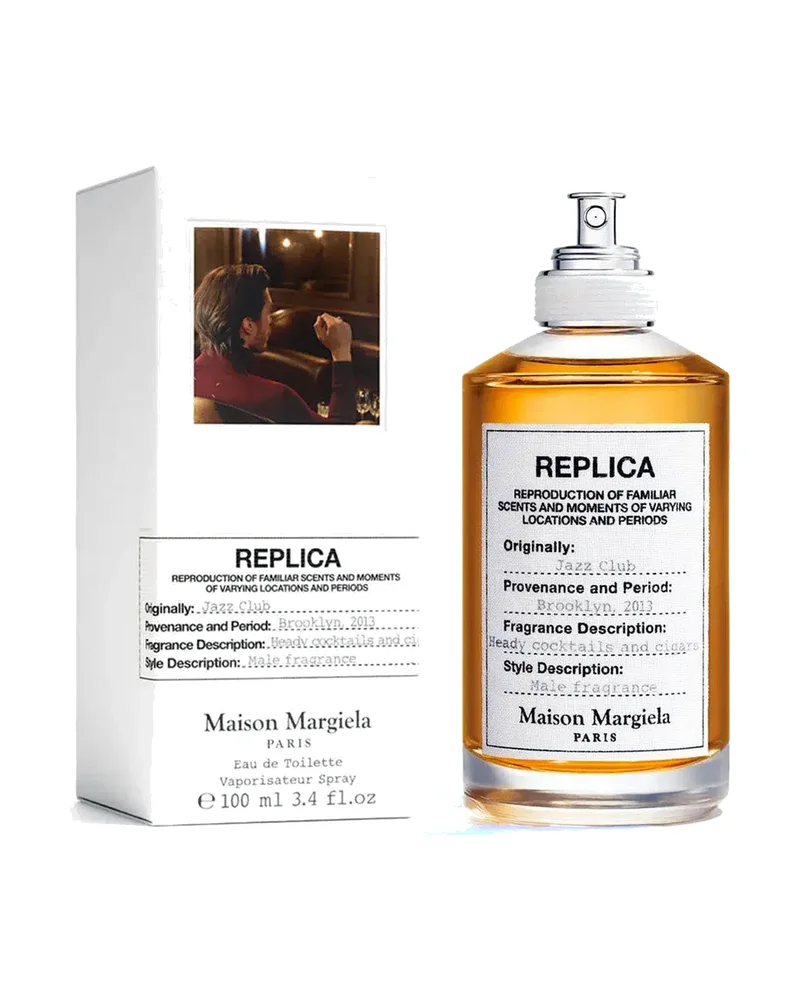 REPLICA
REPRODUCTION OF FAMILIAR SCENTS AND MOMENTS
OF VARYING LOCATIONS AND PERIODS
Originally: Jazz Club
Provenance and Period: Brooklyn, 2013
Fragrance Description: Heady cocktails and ci
Style Description: Male fragrance
Maison Margiela
PARIS
Eau de Toilette
Vaporisateur Spray
℮ 100 ml 3.4 fl.oz
REPLICA
REPRODUCTION OF FAMILIAR
SCENTS AND MOMENTS OF VARYING
LOCATIONS AND PERIODS
Originally:
Jazz Club
Provenance and Period:
Brooklyn, 2013
Fragrance Description:
Heady cocktails and cigars
Style Description:
Male fragrance
Maison Margiela
PARIS